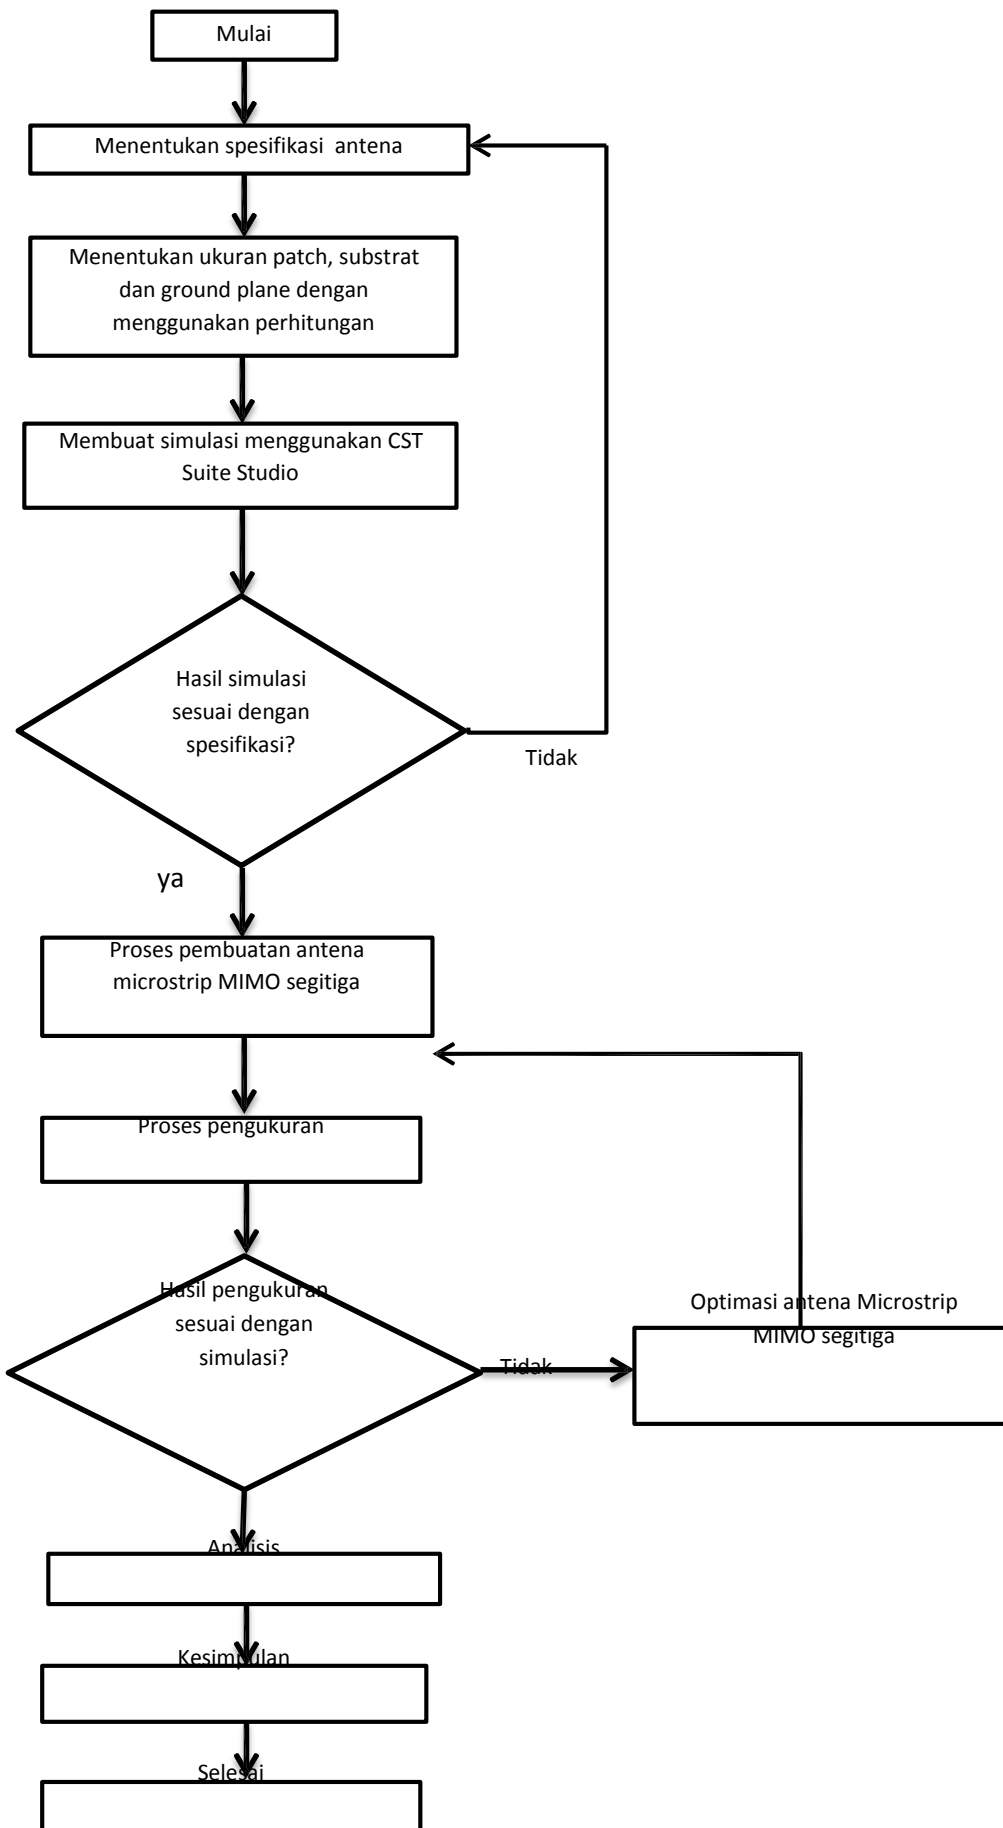 Mulai
Menentukan spesifikasi antena
Menentukan ukuran patch, substrat
dan ground plane dengan
menggunakan perhitungan
Membuat simulasi menggunakan CST
Suite Studio
Hasil simulasi
sesuai dengan
spesifikasi?
Tidak
ya
Proses pembuatan antena
microstrip MIMO segitiga
Proses pengukuran
Hasil pengukuran
sesuai dengan
simulasi?
Tidak
Optimasi antena Microstrip
MIMO segitiga
Analisis
Kesimpulan
Selesai